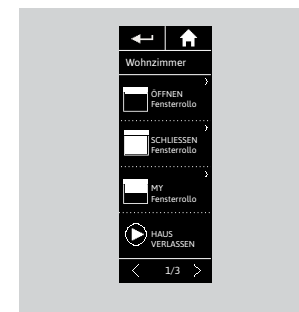 Wohnzimmer
ÖFFNEN
Fensterrollo
SCHLIESSEN
Fensterrollo
MY
Fensterrollo
HAUS
VERLASSEN
1/3